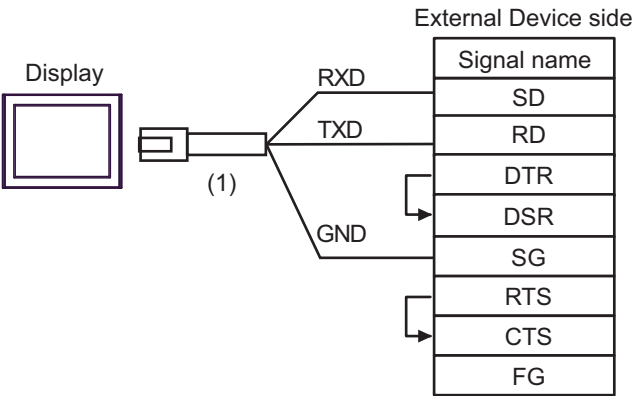 External Device side
Display
Signal name
RXD
SD
TXD
RD
(1)
DTR
DSR
GND
SG
RTS
CTS
FG